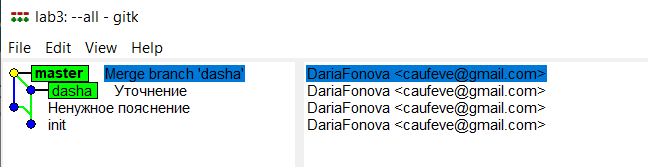 lab3: --all - gitk
File Edit View Help
master Merge branch 'dasha' DariaFonova <caufeve@gmail.com>
dasha Уточнение DariaFonova <caufeve@gmail.com>
Ненужное пояснение DariaFonova <caufeve@gmail.com>
init DariaFonova <caufeve@gmail.com>